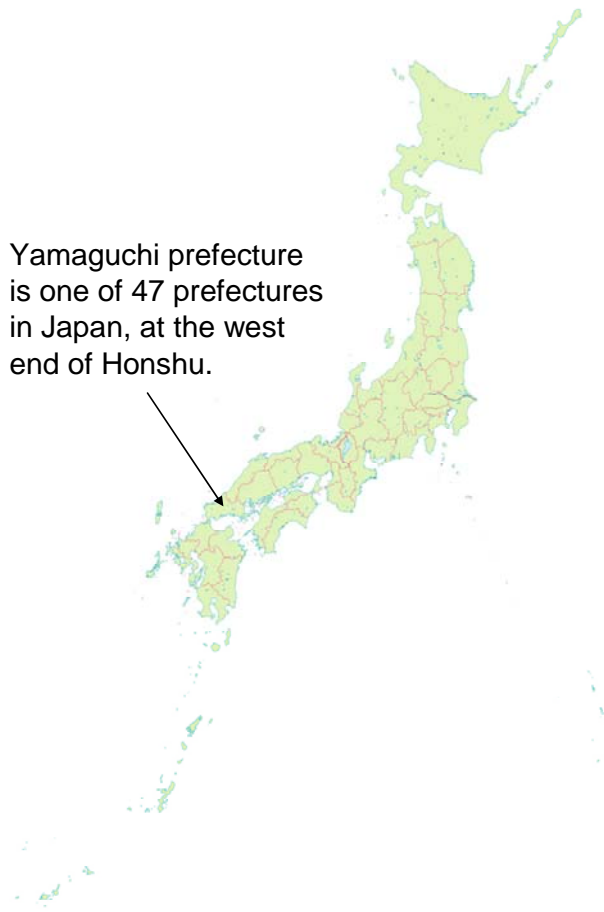 Yamaguchi prefecture
is one of 47 prefectures
in Japan, at the west
end of Honshu.